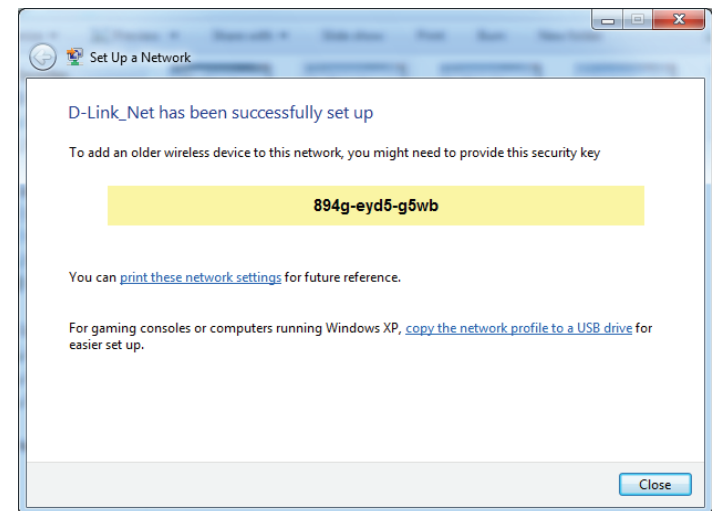 Set Up a Network
D-Link_Net has been successfully set up
To add an older wireless device to this network, you might need to provide this security key
894g-eyd5-g5wb
You can print these network settings for future reference.
For gaming consoles or computers running Windows XP, copy the network profile to a USB drive for
easier set up.
Close